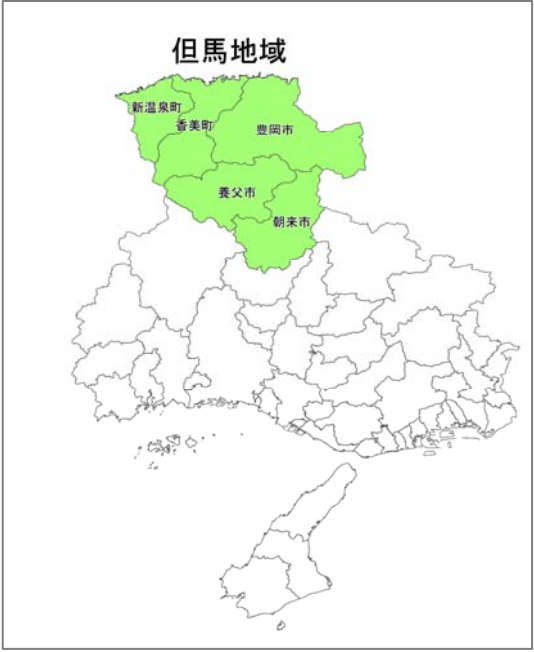 但馬地域
新温泉町
香美町
豊岡市
養父市
朝来市